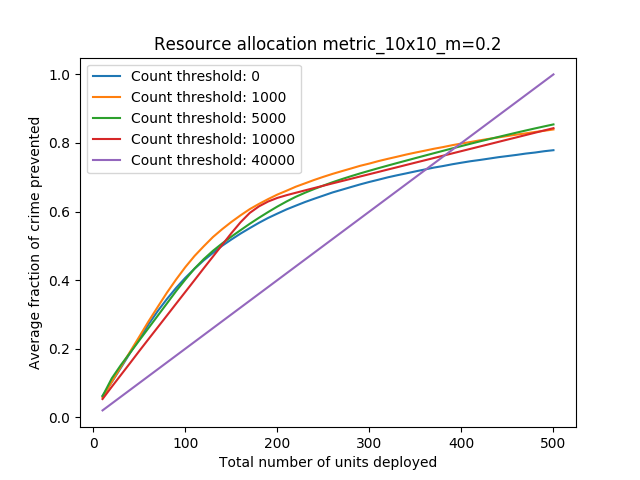 Resource allocation metric_10x10_m=0.2
Count threshold: 0
Count threshold: 1000
Count threshold: 5000
Count threshold: 10000
Count threshold: 40000
Average fraction of crime prevented
1.0
0.8
0.6
0.4
0.2
0.0
0 100 200 300 400 500
Total number of units deployed